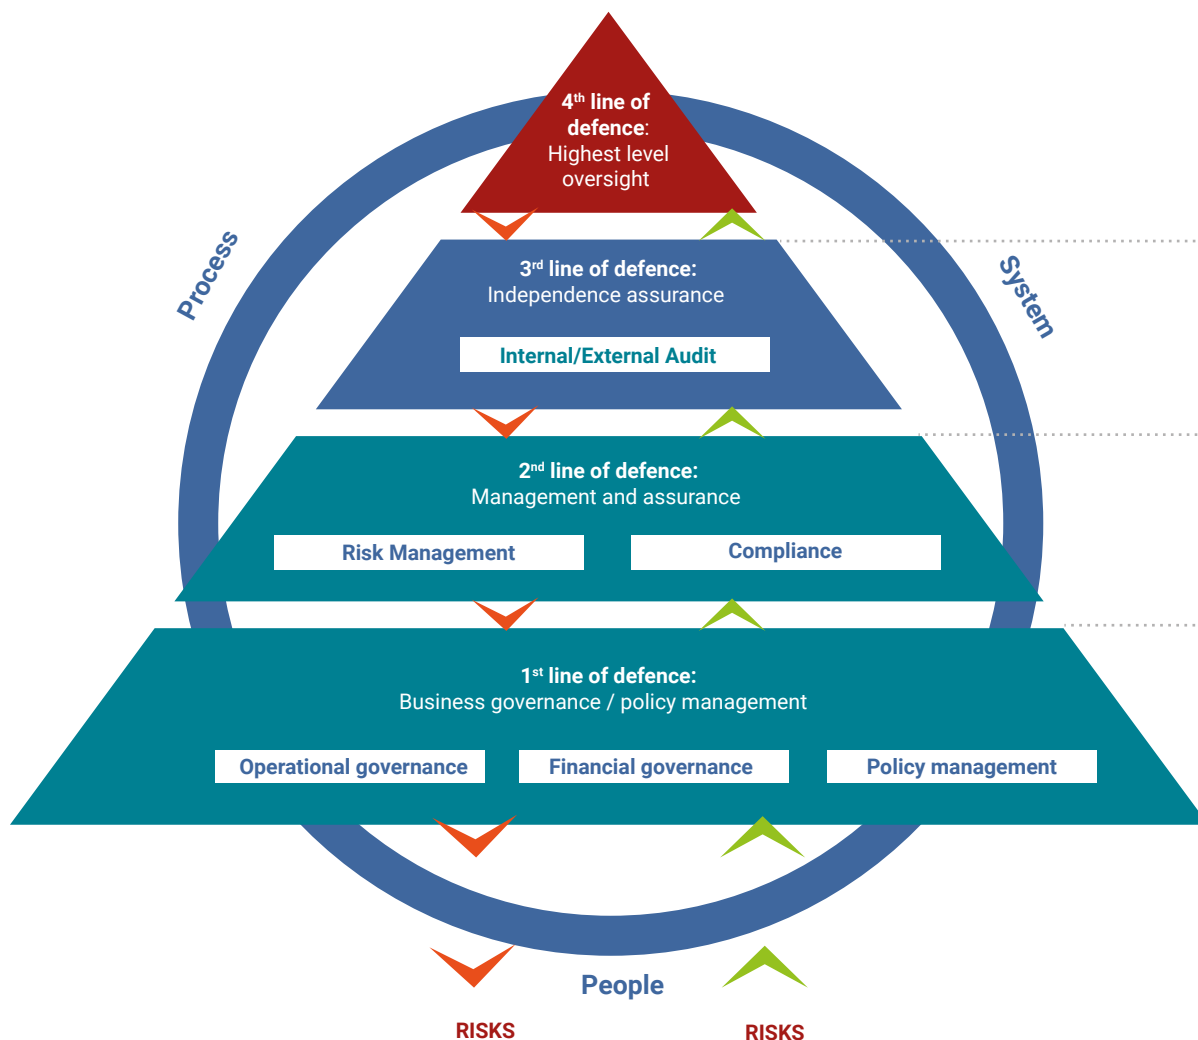 4th line of
defence:
Highest level
oversight
Process
System
3rd line of defence:
Independence assurance
Internal/External Audit
2nd line of defence:
Management and assurance
Risk Management
Compliance
1st line of defence:
Business governance / policy management
Operational governance
Financial governance
Policy management
People
RISKS
RISKS